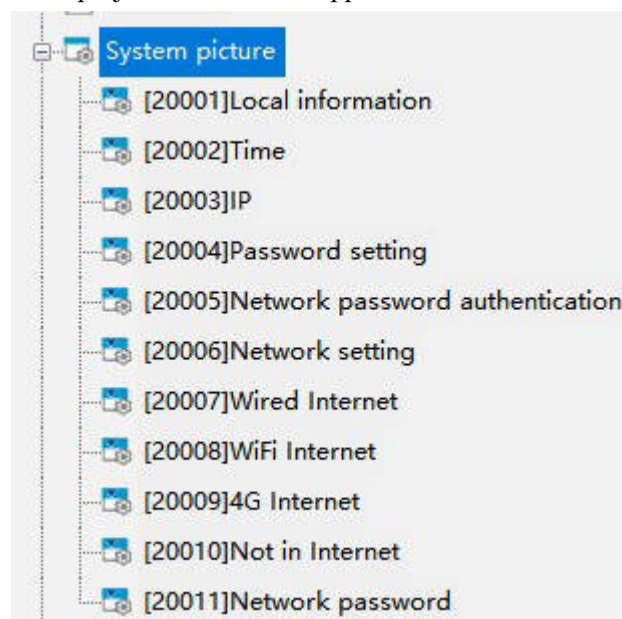 System picture
[20001]Local information
[20002]Time
[20003]IP
[20004]Password setting
[20005]Network password authentication
[20006]Network setting
[20007]Wired Internet
[20008]WiFi Internet
[20009]4G Internet
[20010]Not in Internet
[20011]Network password